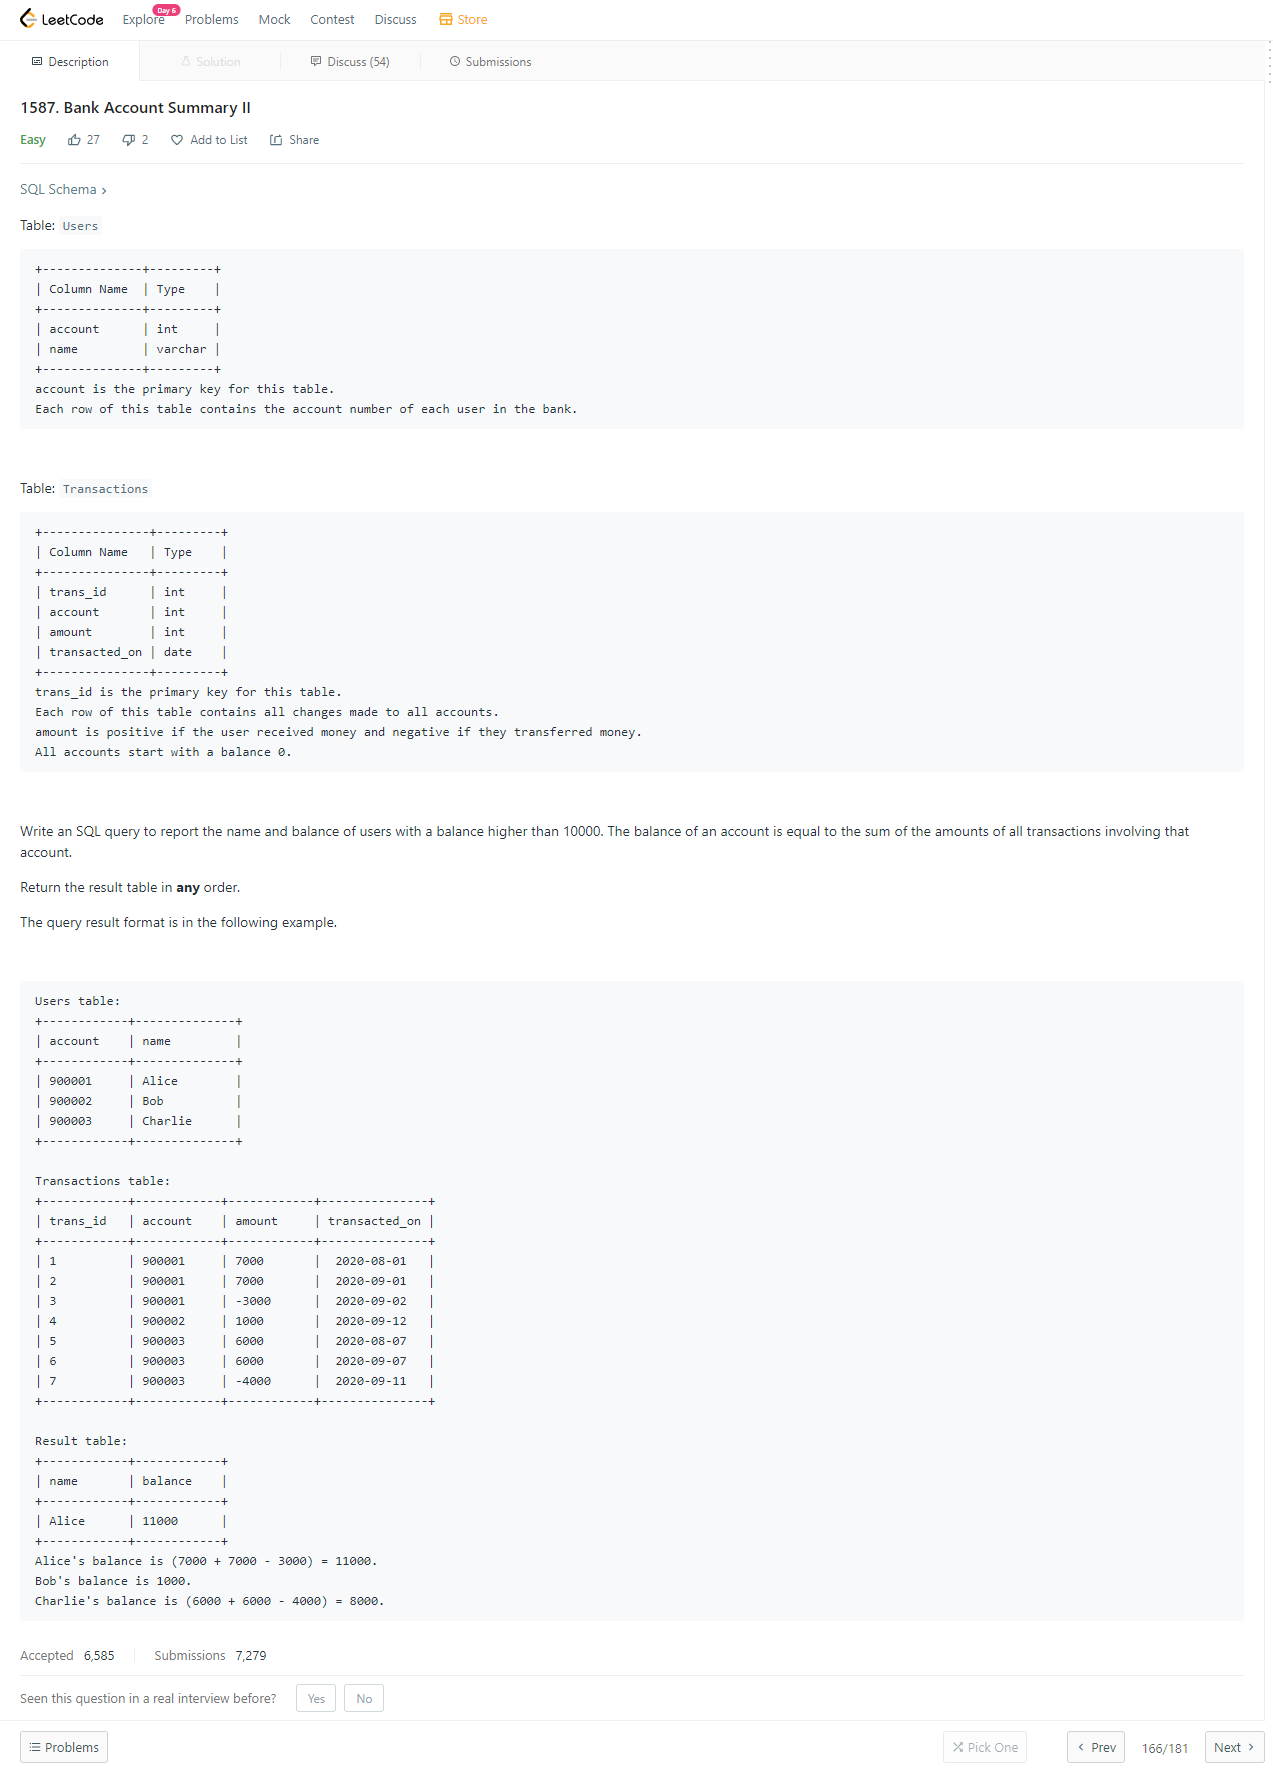 LeetCode Explore Day 6 Problems Mock Contest Discuss Store
Description Solution Discuss (54) Submissions
1587. Bank Account Summary II
Easy 27 2 Add to List Share
SQL Schema ›
Table: Users
+--------------+---------+
| Column Name  | Type    |
+--------------+---------+
| account      | int     |
| name         | varchar |
+--------------+---------+
account is the primary key for this table.
Each row of this table contains the account number of each user in the bank.
Table: Transactions
+---------------+---------+
| Column Name   | Type    |
+---------------+---------+
| trans_id      | int     |
| account       | int     |
| amount        | int     |
| transacted_on | date    |
+---------------+---------+
trans_id is the primary key for this table.
Each row of this table contains all changes made to all accounts.
amount is positive if the user received money and negative if they transferred money.
All accounts start with a balance 0.
Write an SQL query to report the name and balance of users with a balance higher than 10000. The balance of an account is equal to the sum of the amounts of all transactions involving that
account.
Return the result table in any order.
The query result format is in the following example.
Users table:
+------------+--------------+
| account    | name         |
+------------+--------------+
| 900001     | Alice        |
| 900002     | Bob          |
| 900003     | Charlie      |
+------------+--------------+
Transactions table:
+------------+------------+------------+---------------+
| trans_id   | account    | amount     | transacted_on |
+------------+------------+------------+---------------+
| 1          | 900001     | 7000       |  2020-08-01   |
| 2          | 900001     | 7000       |  2020-09-01   |
| 3          | 900001     | -3000      |  2020-09-02   |
| 4          | 900002     | 1000       |  2020-09-12   |
| 5          | 900003     | 6000       |  2020-08-07   |
| 6          | 900003     | 6000       |  2020-09-07   |
| 7          | 900003     | -4000      |  2020-09-11   |
+------------+------------+------------+---------------+
Result table:
+------------+------------+
| name       | balance    |
+------------+------------+
| Alice      | 11000      |
+------------+------------+
Alice's balance is (7000 + 7000 - 3000) = 11000.
Bob's balance is 1000.
Charlie's balance is (6000 + 6000 - 4000) = 8000.
Accepted 6,585 Submissions 7,279
Seen this question in a real interview before? Yes No
Problems Pick One ‹ Prev 166/181 Next ›